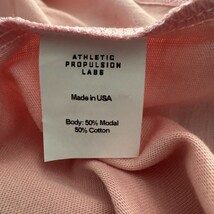 ATHLETIC
PROPULSION
LABS
Made in USA
Body: 50% Modal
50% Cotton